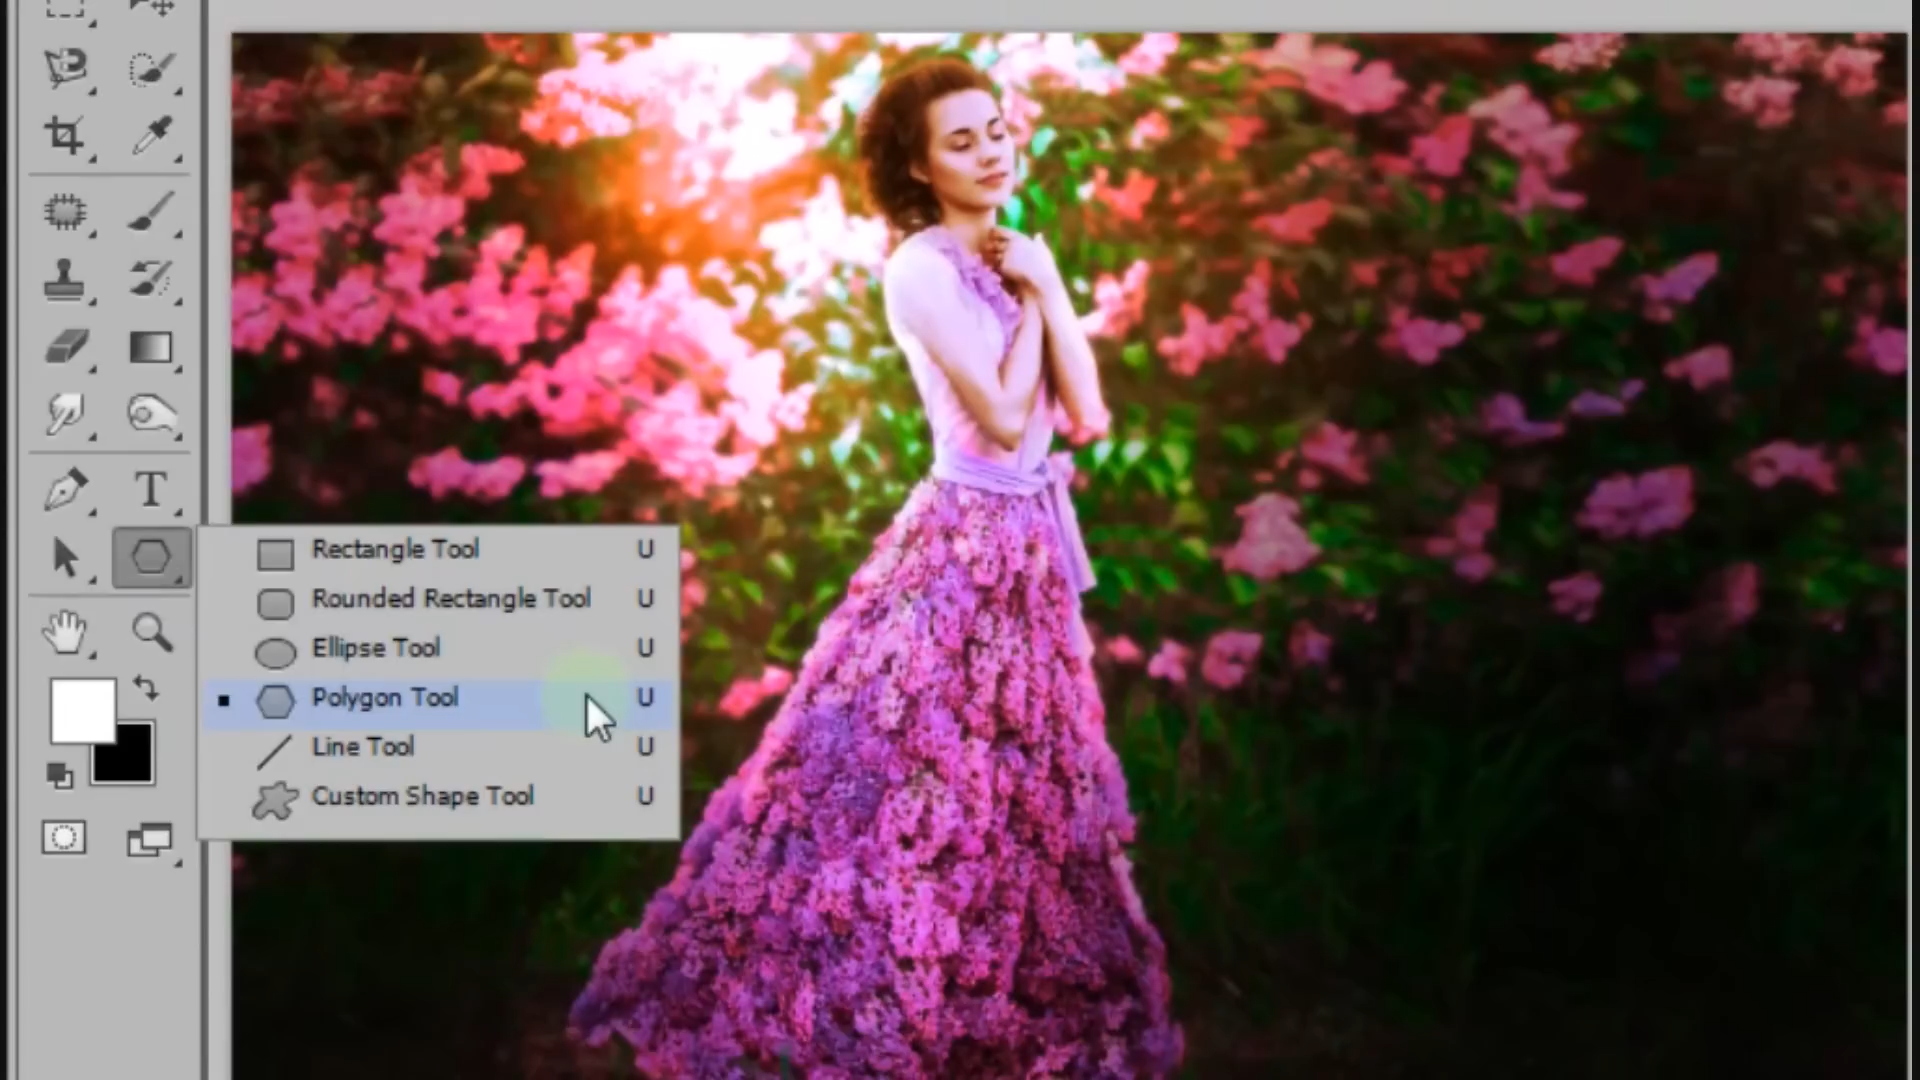 T
Rectangle Tool U
Rounded Rectangle Tool U
Ellipse Tool U
Polygon Tool U
Line Tool U
Custom Shape Tool U